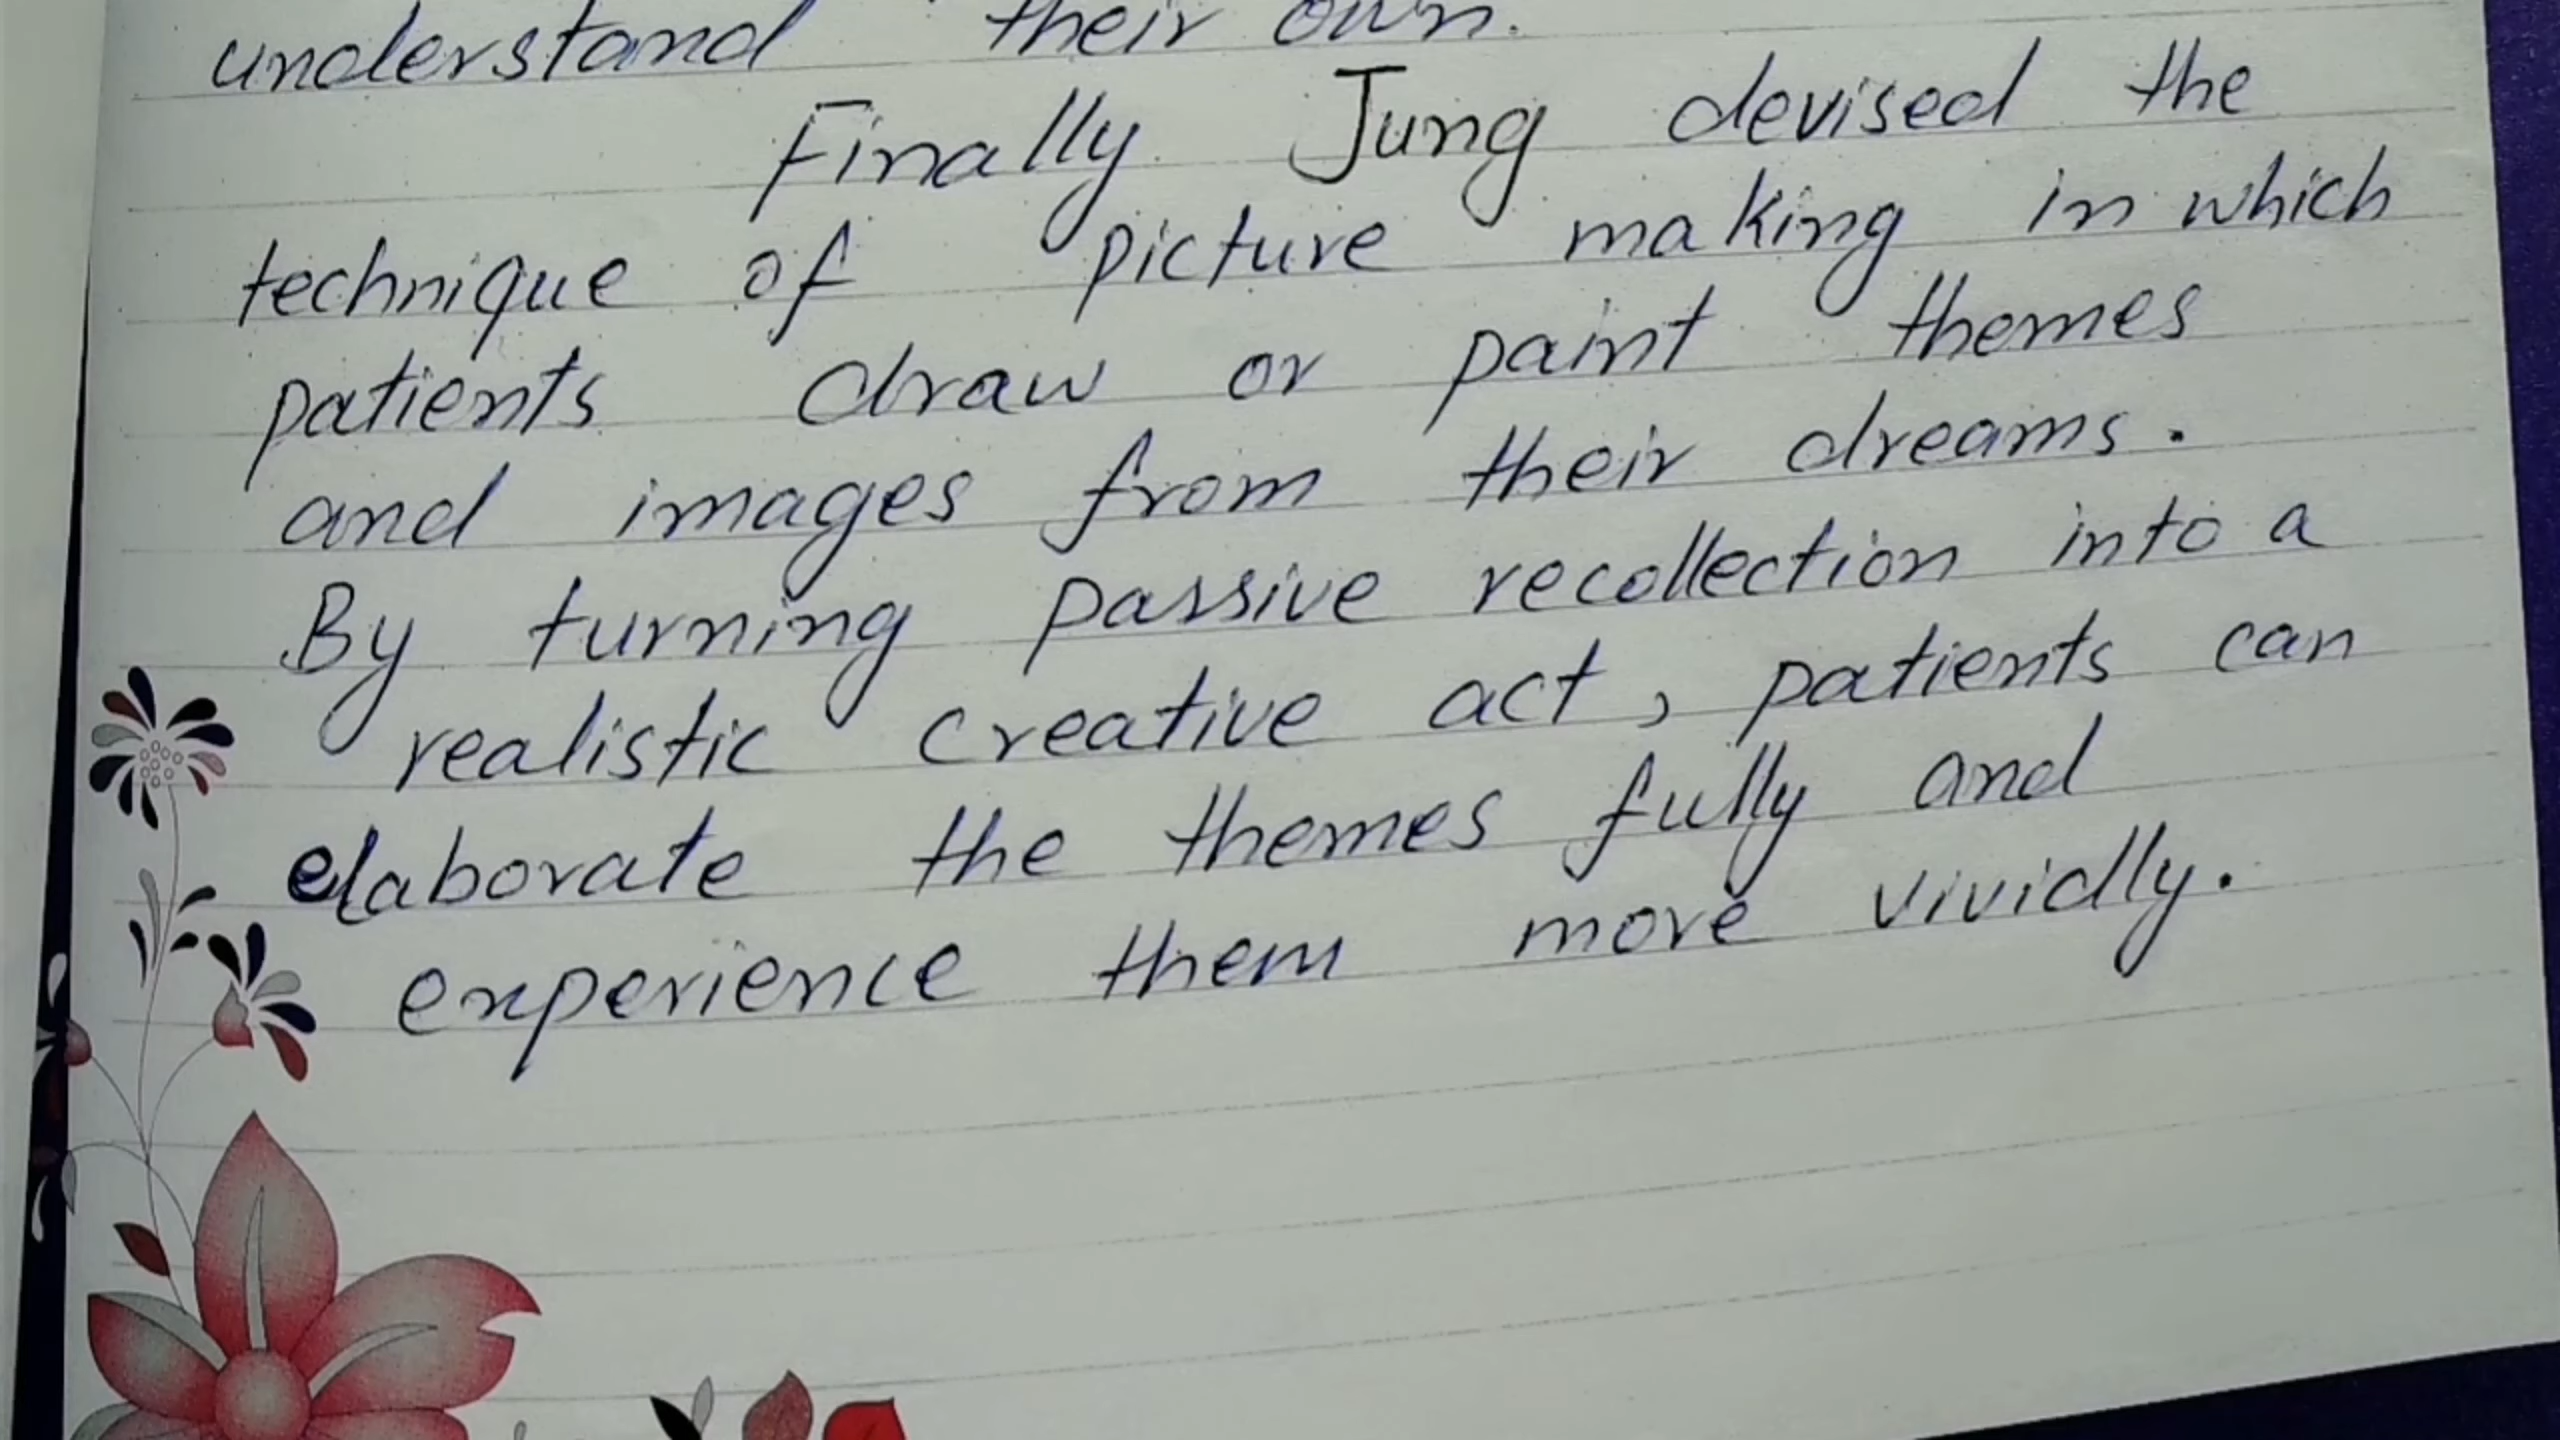 understand their own.
Finally Jung devised the
technique of picture making in which
patients draw or paint themes
and images from their dreams.
By turning passive recollection into a
realistic creative act, patients can
elaborate the themes fully and
experience them more vividly.